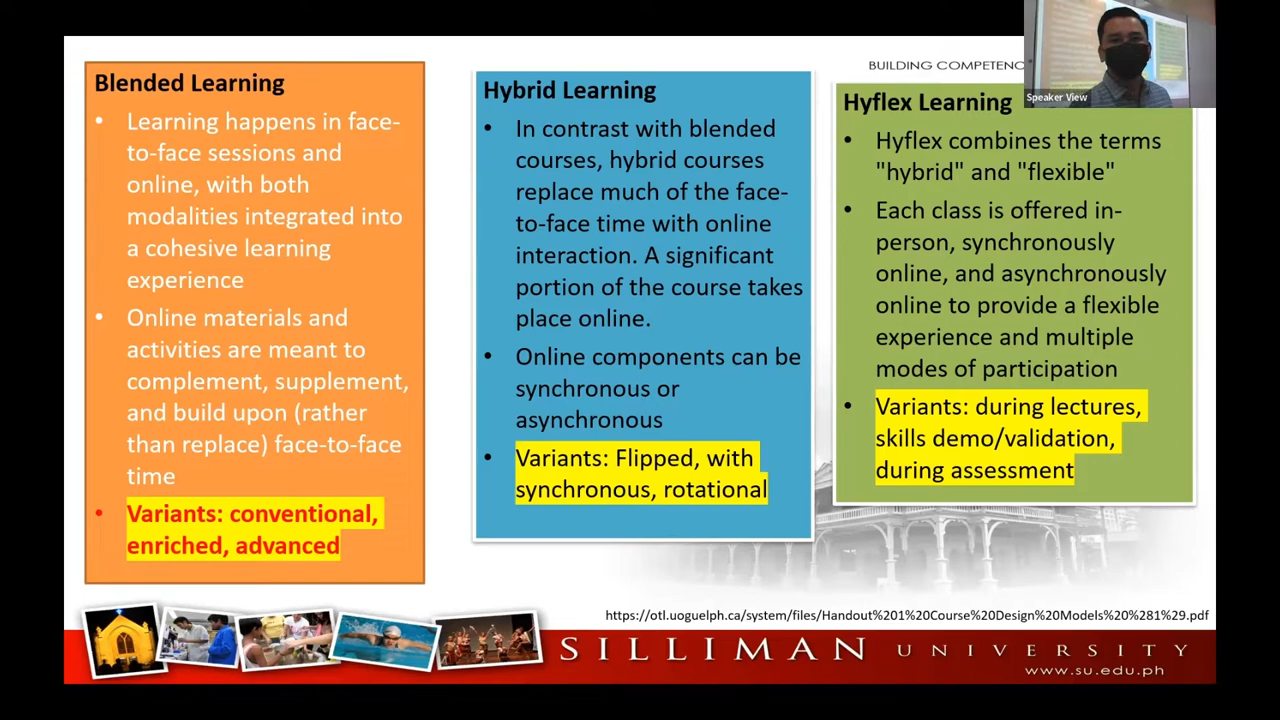 BUILDING COMPETENC
Speaker View
Blended Learning
• Learning happens in face-
to-face sessions and
online, with both
modalities integrated into
a cohesive learning
experience
• Online materials and
activities are meant to
complement, supplement,
and build upon (rather
than replace) face-to-face
time
• Variants: conventional,
enriched, advanced
Hybrid Learning
• In contrast with blended
courses, hybrid courses
replace much of the face-
to-face time with online
interaction. A significant
portion of the course takes
place online.
• Online components can be
synchronous or
asynchronous
• Variants: Flipped, with
synchronous, rotational
Hyflex Learning
• Hyflex combines the terms
"hybrid" and "flexible"
• Each class is offered in-
person, synchronously
online, and asynchronously
online to provide a flexible
experience and multiple
modes of participation
• Variants: during lectures,
skills demo/validation,
during assessment
https://otl.uoguelph.ca/system/files/Handout%201%20Course%20Design%20Models%20%281%29.pdf
SILLIMAN UNIVERSITY
www.su.edu.ph